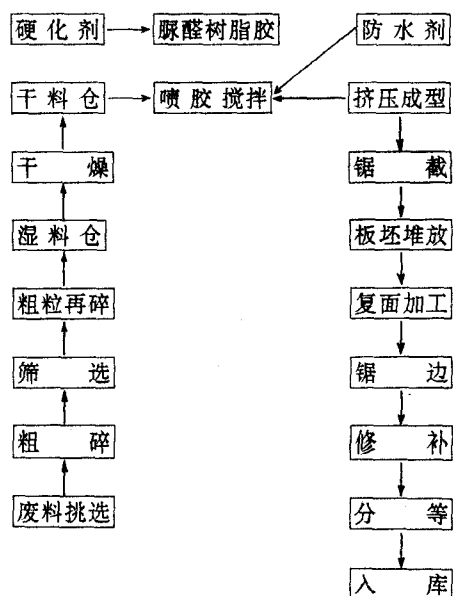 硬化剂 脲醛树脂胶 防水剂
干料仓 喷胶搅拌 挤压成型
干燥 锯截
湿料仓 板坯堆放
粗粒再碎 复面加工
筛选 锯边
粗碎 修补
废料挑选 分等
入库